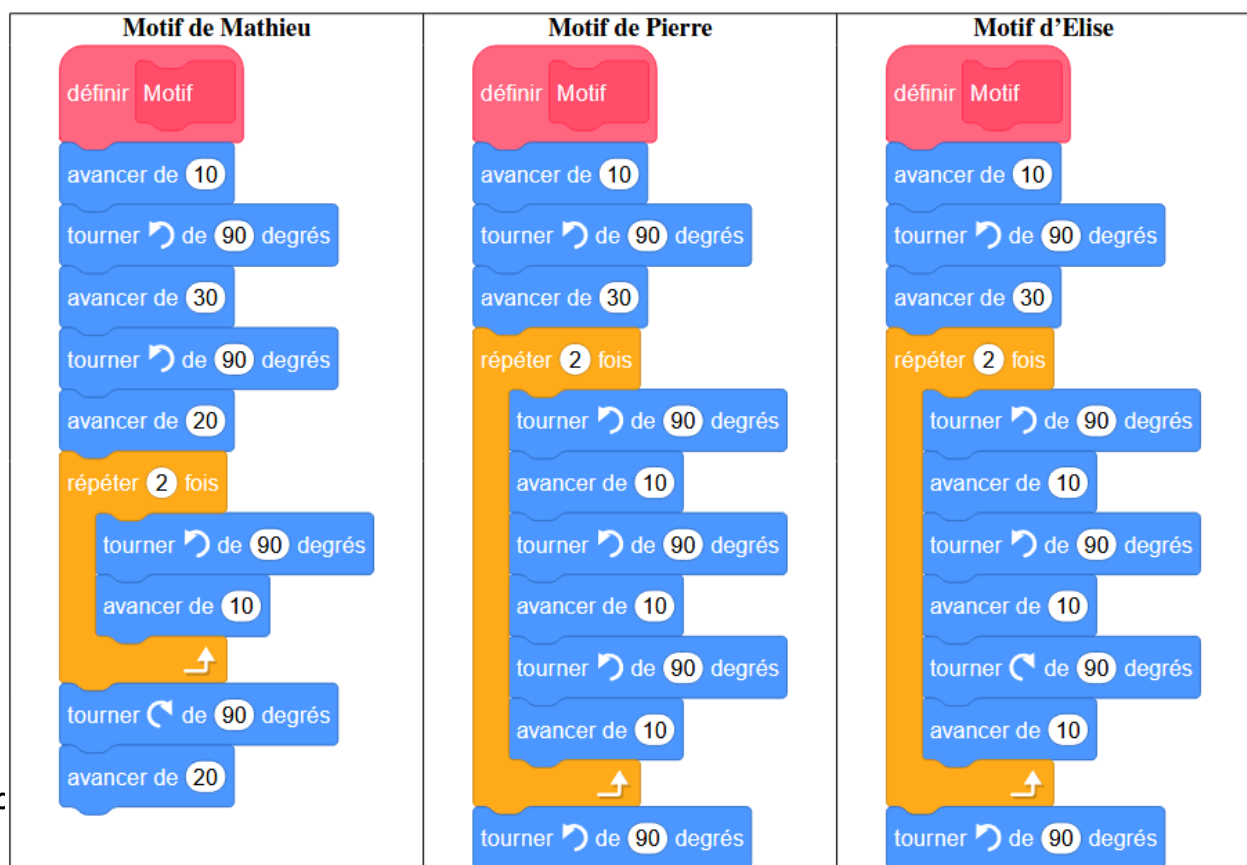 Motif de Mathieu
définir Motif
avancer de 10
tourner de 90 degrés
avancer de 30
tourner de 90 degrés
avancer de 20
répéter 2 fois
tourner de 90 degrés
avancer de 10
tourner de 90 degrés
avancer de 20
Motif de Pierre
définir Motif
avancer de 10
tourner de 90 degrés
avancer de 30
répéter 2 fois
tourner de 90 degrés
avancer de 10
tourner de 90 degrés
avancer de 10
tourner de 90 degrés
avancer de 10
tourner de 90 degrés
Motif d'Elise
définir Motif
avancer de 10
tourner de 90 degrés
avancer de 30
répéter 2 fois
tourner de 90 degrés
avancer de 10
tourner de 90 degrés
avancer de 10
tourner de 90 degrés
avancer de 10
tourner de 90 degrés